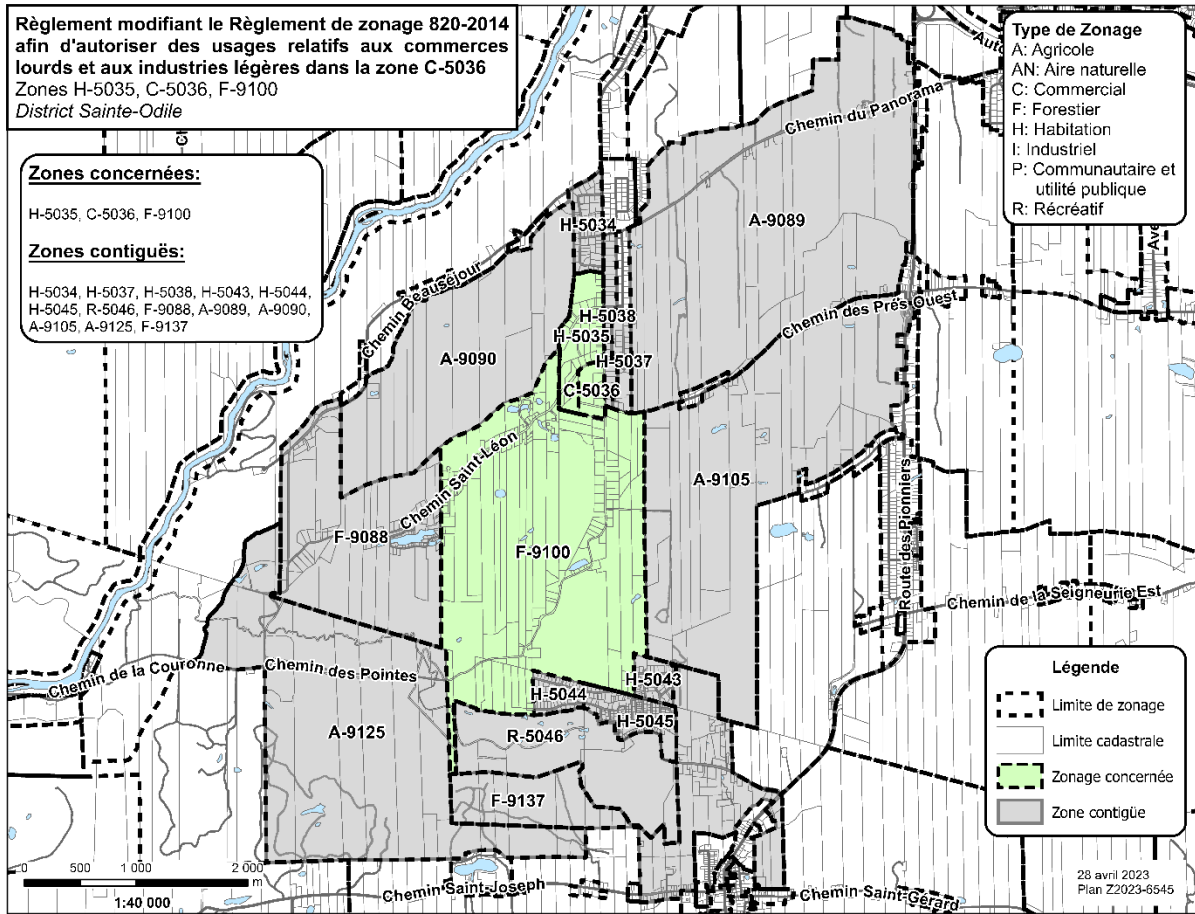 Règlement modifiant le Règlement de zonage 820-2014
afin d'autoriser des usages relatifs aux commerces
lourds et aux industries légères dans la zone C-5036
Zones H-5035, C-5036, F-9100
District Sainte-Odile
Zones concernées:
H-5035, C-5036, F-9100
Zones contiguës:
H-5034, H-5037, H-5038, H-5043, H-5044,
H-5045, R-5046, F-9088, A-9089, A-9090,
A-9105, A-9125, F-9137
Type de Zonage
A: Agricole
AN: Aire naturelle
C: Commercial
F: Forestier
H: Habitation
I: Industriel
P: Communautaire et
utilité publique
R: Récréatif
Auto
Chemin du Panorama
A-9089
H-5034
Ave
Chemin Beauséjour
Chemin des Prés Ouest
H-5038
H-5035
H-5037
A-9090
C-5036
Chemin Saint-Léon
A-9105
F-9088
F-9100
Route des Pionniers
Chemin de la Seigneurie Est
Chemin de la Couronne
Chemin des Pointes
H-5043
H-5044
H-5045
A-9125
R-5046
F-9137
Chemin Saint-Joseph
Chemin Saint-Gérard
Légende
Limite de zonage
Limite cadastrale
Zonage concernée
Zone contigüe
0 500 1 000 2 000
m
1:40 000
28 avril 2023
Plan Z2023-6545